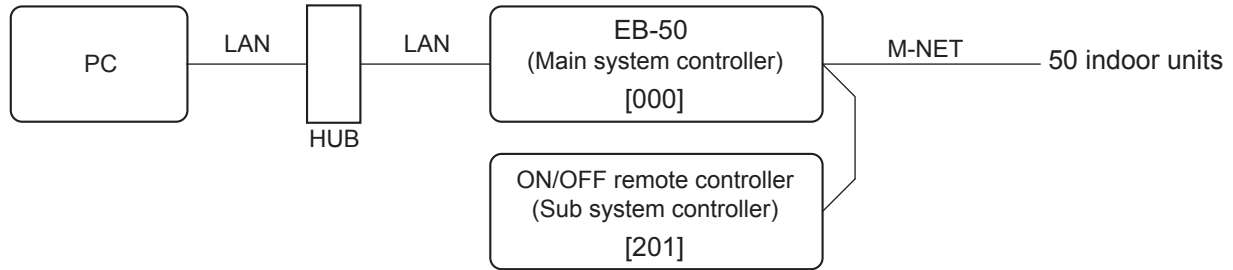 PC
LAN
HUB
LAN
EB-50
(Main system controller)
[000]
M-NET
50 indoor units
ON/OFF remote controller
(Sub system controller)
[201]